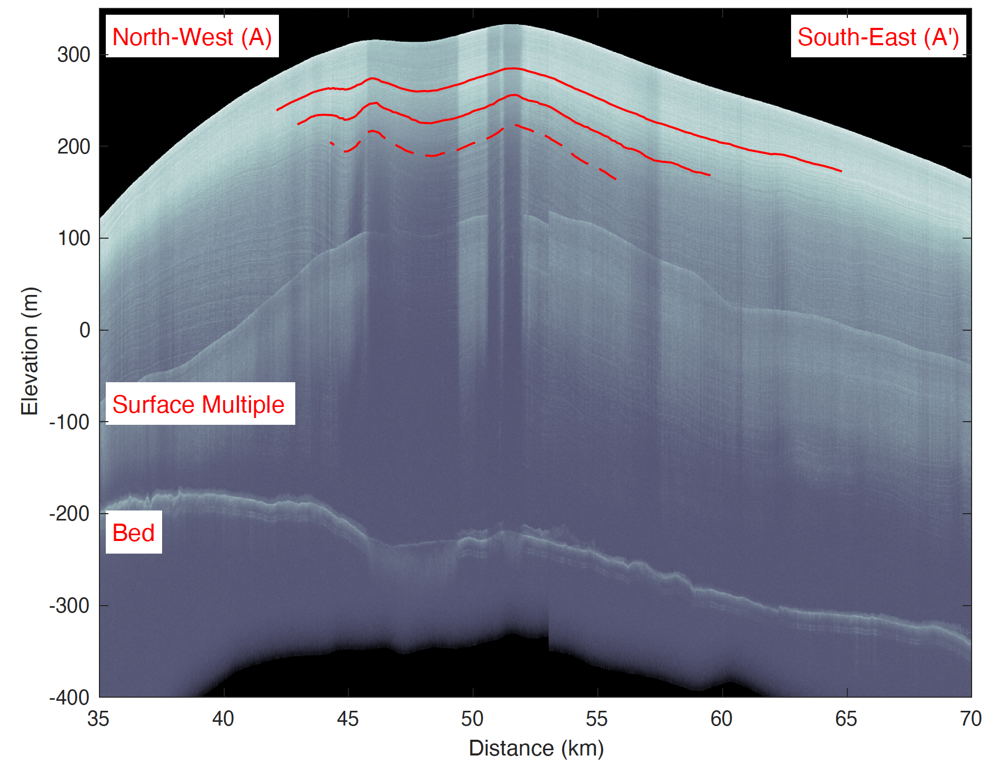 North-West (A)
South-East (A')
300
200
100
0
-100
-200
-300
-400
Elevation (m)
Surface Multiple
Bed
35 40 45 50 55 60 65 70
Distance (km)